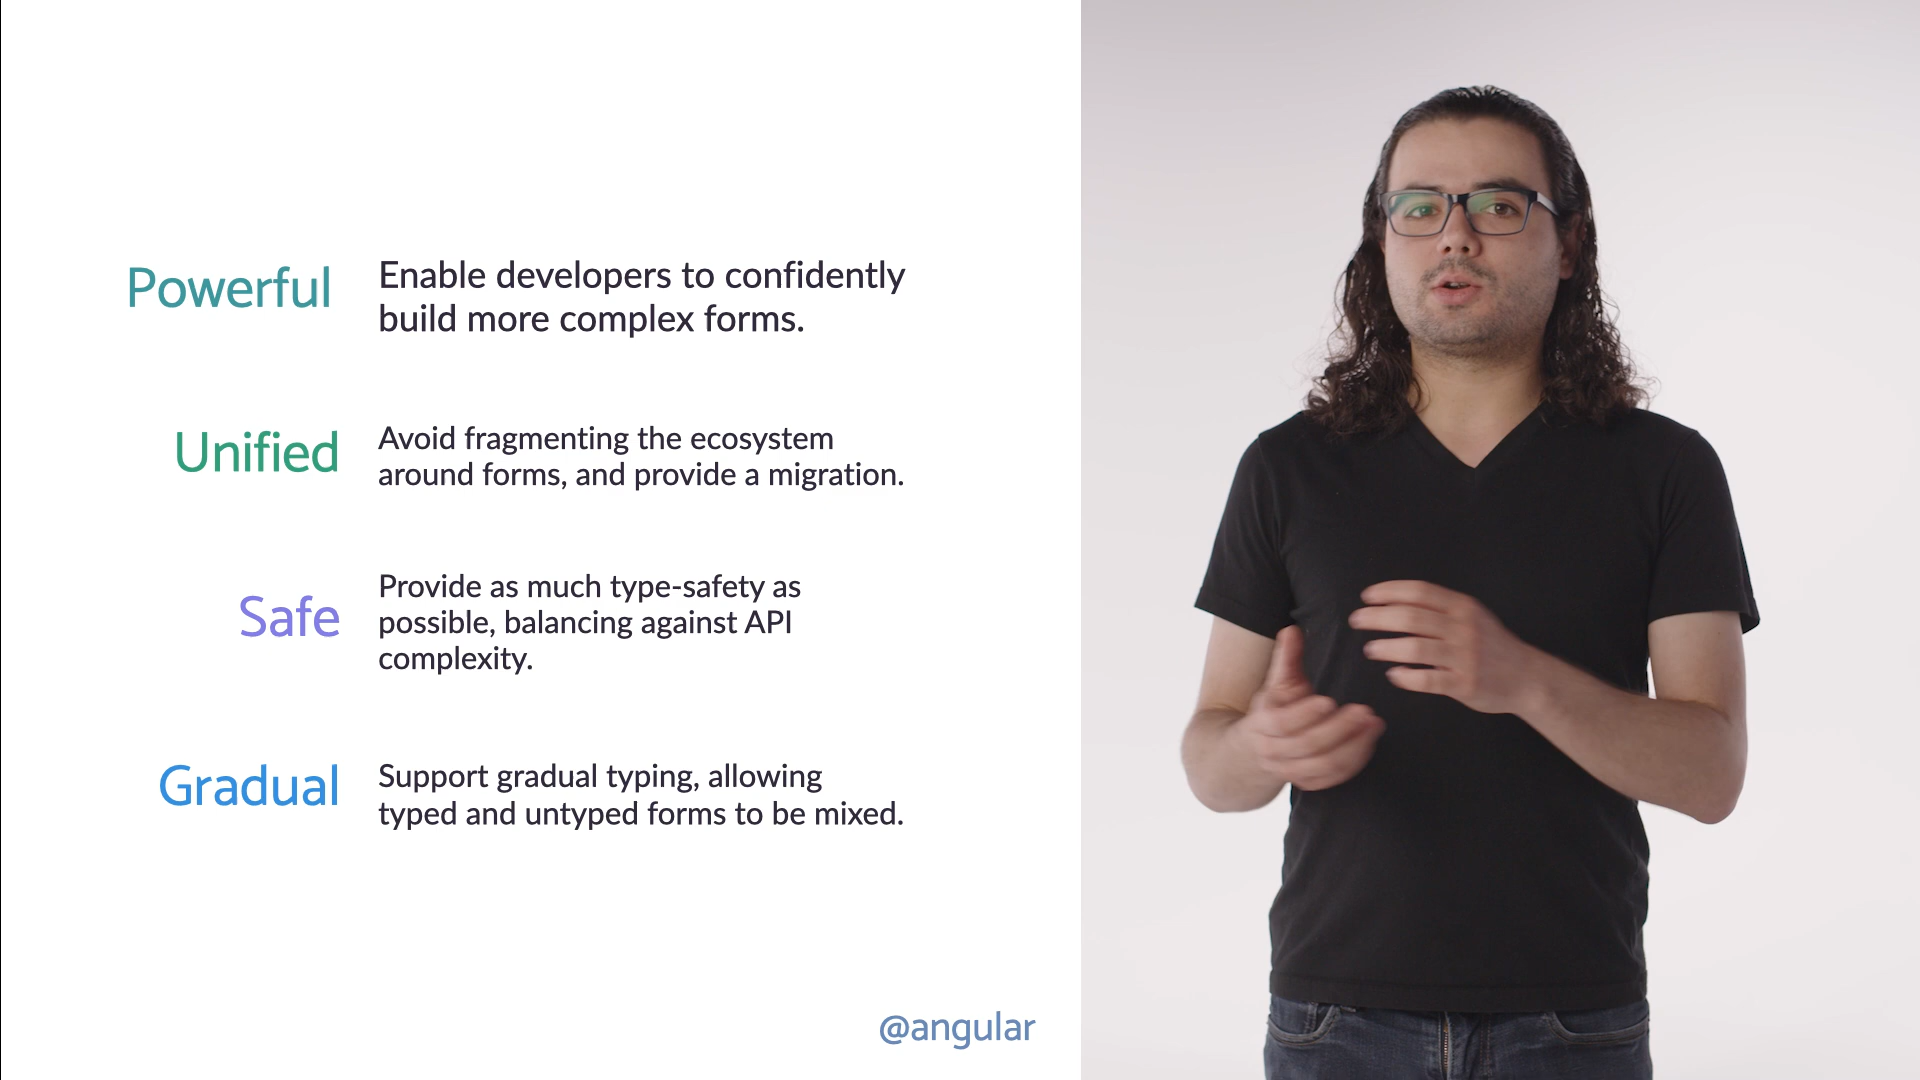 Powerful
Enable developers to confidently
build more complex forms.
Unified
Avoid fragmenting the ecosystem
around forms, and provide a migration.
Safe
Provide as much type-safety as
possible, balancing against API
complexity.
Gradual
Support gradual typing, allowing
typed and untyped forms to be mixed.
@angular